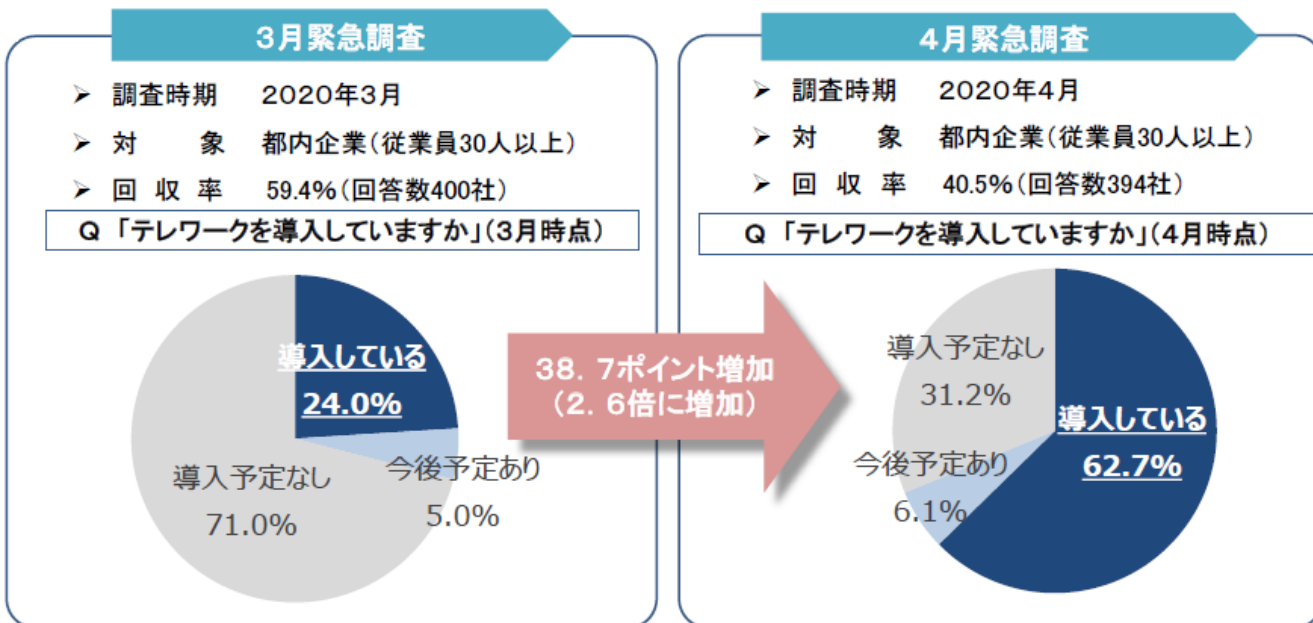 3月緊急調査
➢ 調査時期 2020年3月
➢ 対 象 都内企業(従業員30人以上)
➢ 回 収 率 59.4%(回答数400社)
Q 「テレワークを導入していますか」(3月時点)
導入している
24.0%
今後予定あり
5.0%
導入予定なし
71.0%
38.7ポイント増加
(2.6倍に増加)
4月緊急調査
➢ 調査時期 2020年4月
➢ 対 象 都内企業(従業員30人以上)
➢ 回 収 率 40.5%(回答数394社)
Q 「テレワークを導入していますか」(4月時点)
導入予定なし
31.2%
導入している
62.7%
今後予定あり
6.1%